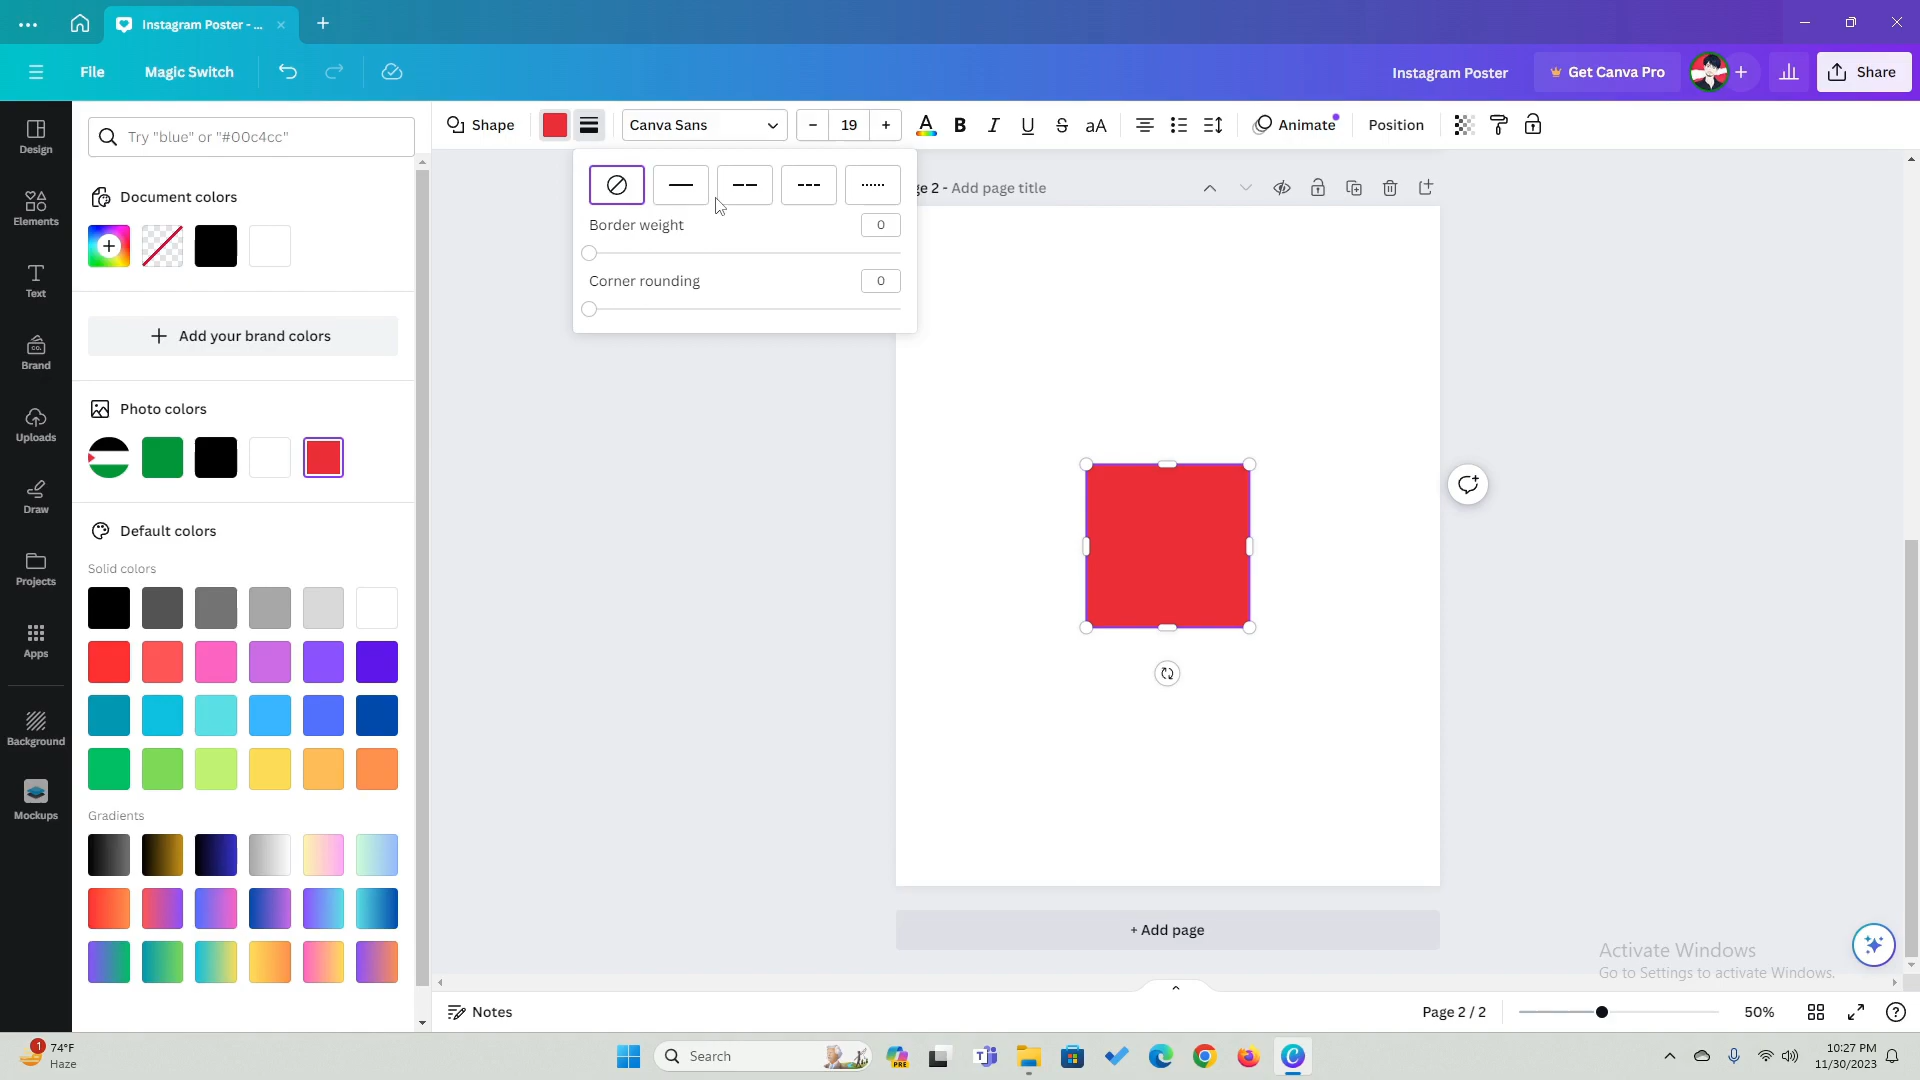 Instagram Poster - ...
File
Magic Switch
Instagram Poster
Get Canva Pro
Share
Design
Elements
Text
Brand
Uploads
Draw
Projects
Apps
Background
Mockups
Try "blue" or "#00c4cc"
Document colors
Add your brand colors
Photo colors
Default colors
Solid colors
Gradients
Shape
Canva Sans
19
B
I
U
S
aA
Animate
Position
Border weight
0
Corner rounding
0
ge 2 - Add page title
+ Add page
Activate Windows
Go to Settings to activate Windows.
Notes
Page 2 / 2
50%
1
74°F
Haze
Search
PRE
10:27 PM
11/30/2023